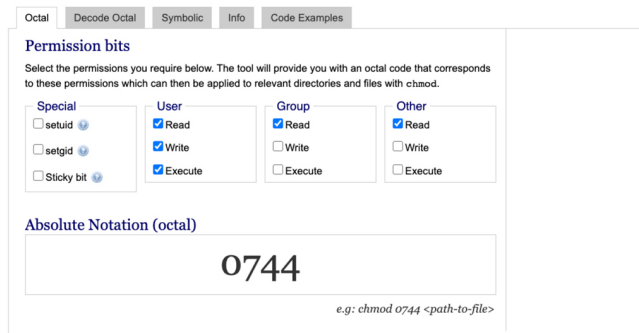 Octal Decode Octal Symbolic Info Code Examples
Permission bits
Select the permissions you require below. The tool will provide you with an octal code that corresponds
to these permissions which can then be applied to relevant directories and files with chmod.
Special User Group Other
setuid Read Read Read
setgid Write Write Write
Sticky bit Execute Execute Execute
Absolute Notation (octal)
0744
e.g: chmod 0744 <path-to-file>